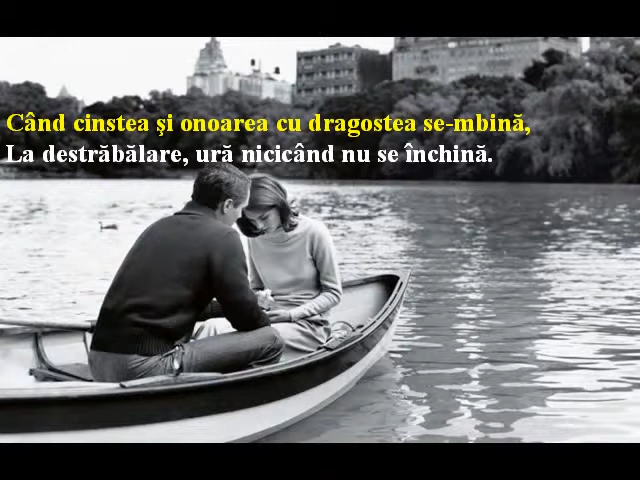 Când cinstea şi onoarea cu dragostea se-mbină,
La destrăbălare, ură nicicând nu se închină.